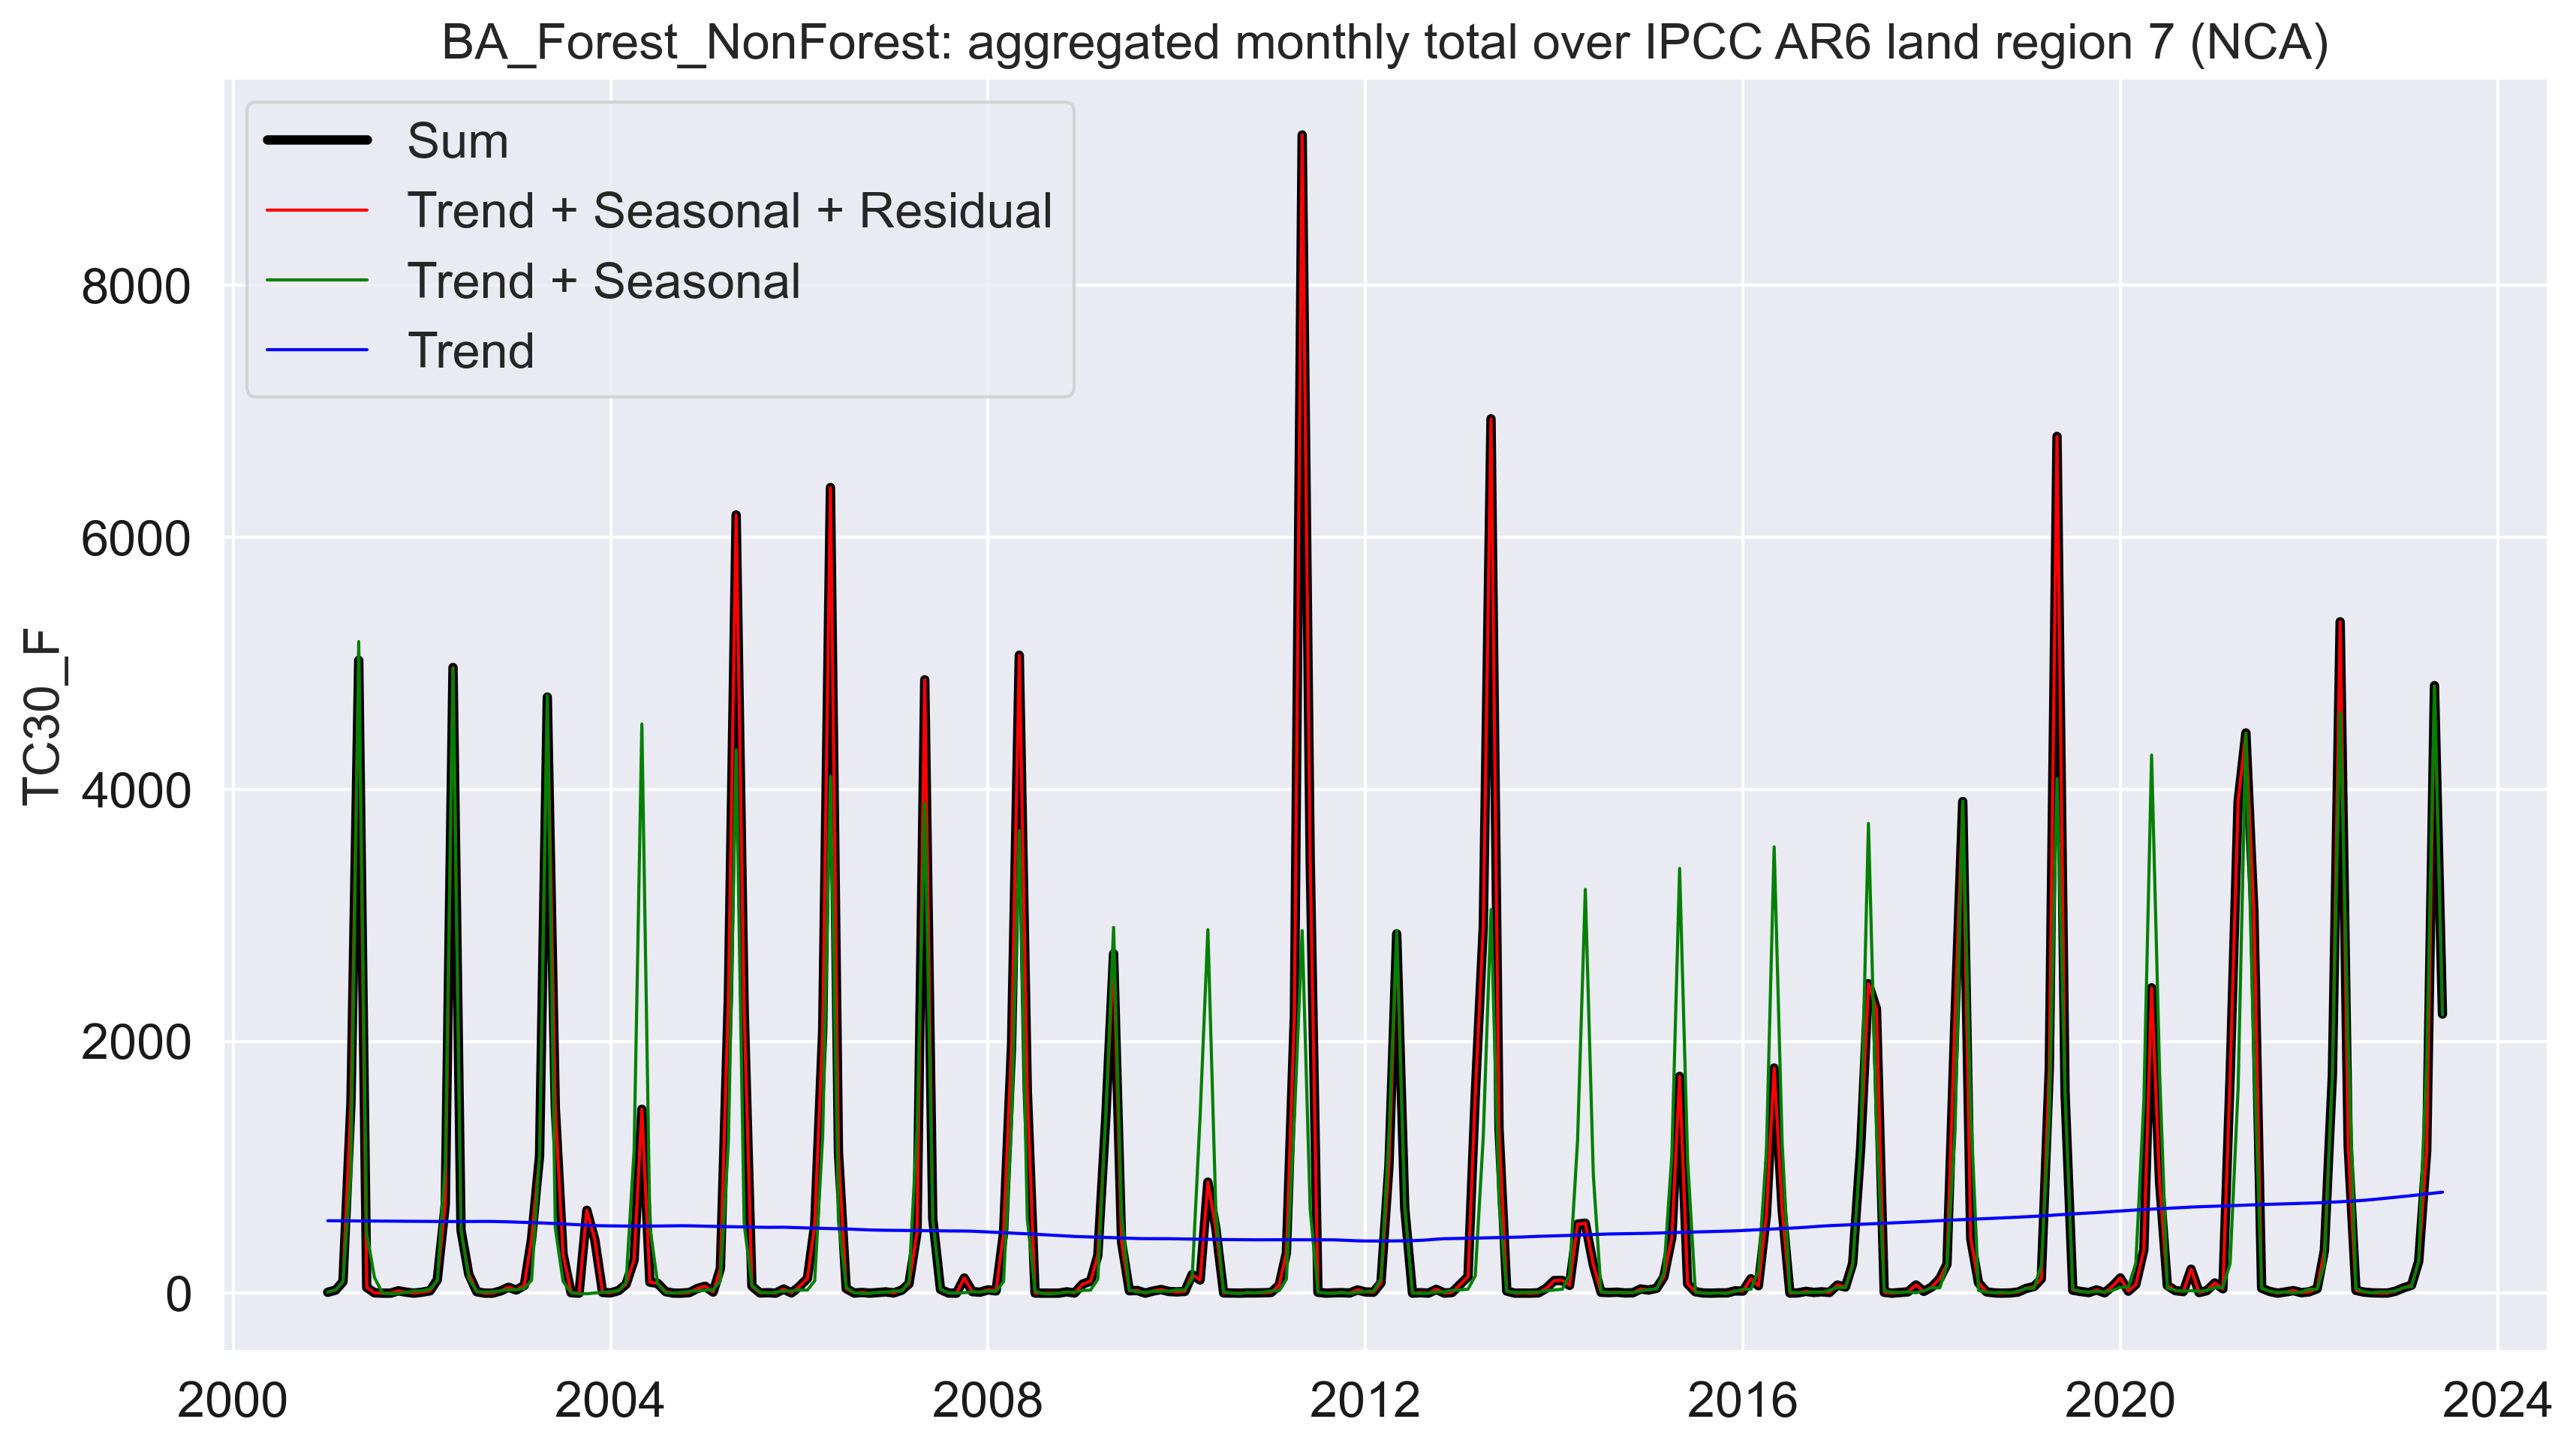 BA_Forest_NonForest: aggregated monthly total over IPCC AR6 land region 7 (NCA)
Sum
Trend + Seasonal + Residual
Trend + Seasonal
Trend
TC30_F
8000
6000
4000
2000
0
2000 2004 2008 2012 2016 2020 2024